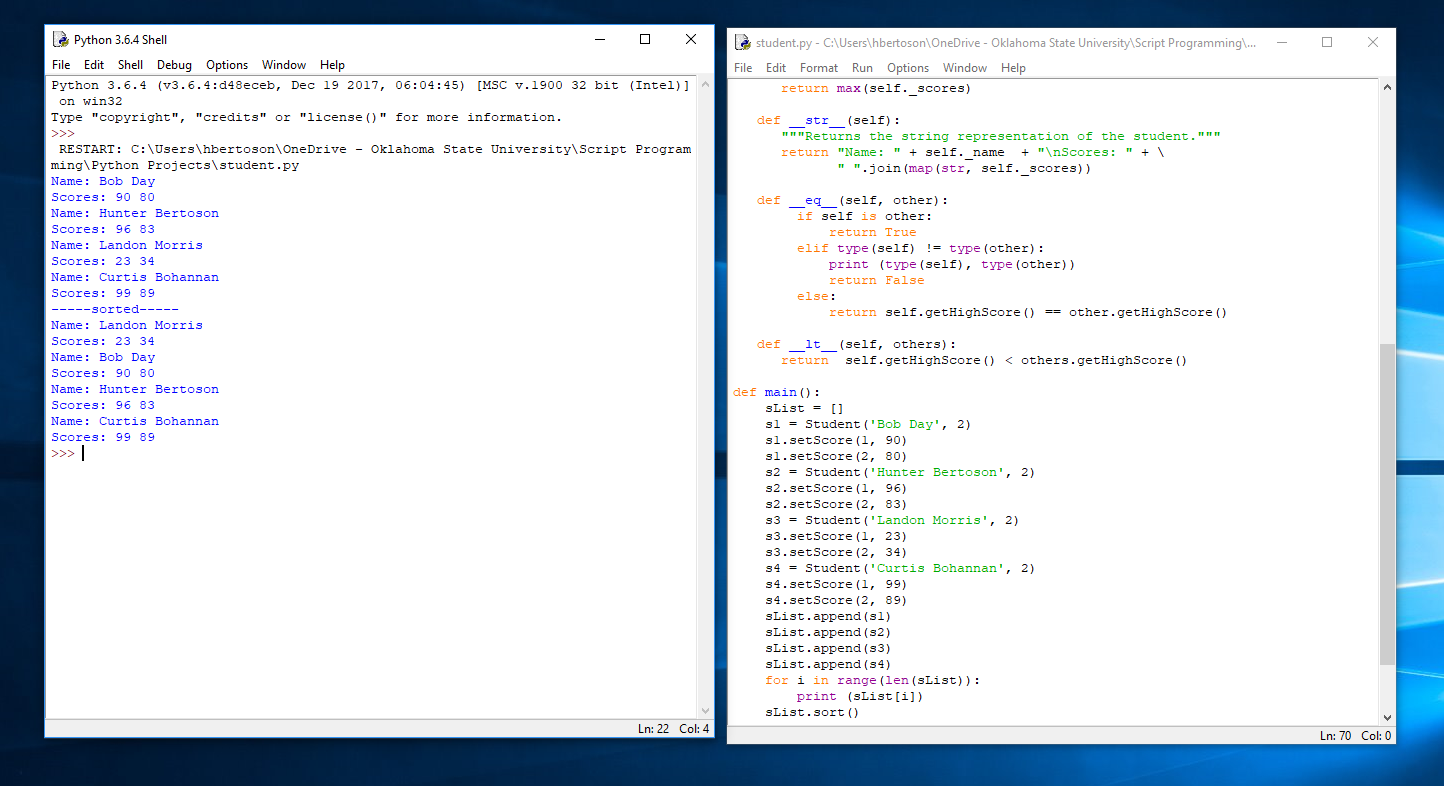 Python 3.6.4 Shell
File Edit Shell Debug Options Window Help
Python 3.6.4 (v3.6.4:d48eceb, Dec 19 2017, 06:04:45) [MSC v.1900 32 bit (Intel)]
 on win32
Type "copyright", "credits" or "license()" for more information.
>>>
 RESTART: C:\Users\hbertoson\OneDrive - Oklahoma State University\Script Program
ming\Python Projects\student.py
Name: Bob Day
Scores: 90 80
Name: Hunter Bertoson
Scores: 96 83
Name: Landon Morris
Scores: 23 34
Name: Curtis Bohannan
Scores: 99 89
-----sorted-----
Name: Landon Morris
Scores: 23 34
Name: Bob Day
Scores: 90 80
Name: Hunter Bertoson
Scores: 96 83
Name: Curtis Bohannan
Scores: 99 89
>>>
Ln: 22 Col: 4
student.py - C:\Users\hbertoson\OneDrive - Oklahoma State University\Script Programming\...
File Edit Format Run Options Window Help
      return max(self._scores)
   def __str__(self):
      """Returns the string representation of the student."""
      return "Name: " + self._name  + "\nScores: " + \
             " ".join(map(str, self._scores))
   def __eq__(self, other):
        if self is other:
            return True
        elif type(self) != type(other):
            print (type(self), type(other))
            return False
        else:
            return self.getHighScore() == other.getHighScore()
   def __lt__(self, others):
      return  self.getHighScore() < others.getHighScore()
def main():
    sList = []
    s1 = Student('Bob Day', 2)
    s1.setScore(1, 90)
    s1.setScore(2, 80)
    s2 = Student('Hunter Bertoson', 2)
    s2.setScore(1, 96)
    s2.setScore(2, 83)
    s3 = Student('Landon Morris', 2)
    s3.setScore(1, 23)
    s3.setScore(2, 34)
    s4 = Student('Curtis Bohannan', 2)
    s4.setScore(1, 99)
    s4.setScore(2, 89)
    sList.append(s1)
    sList.append(s2)
    sList.append(s3)
    sList.append(s4)
    for i in range(len(sList)):
        print (sList[i])
    sList.sort()
Ln: 70 Col: 0